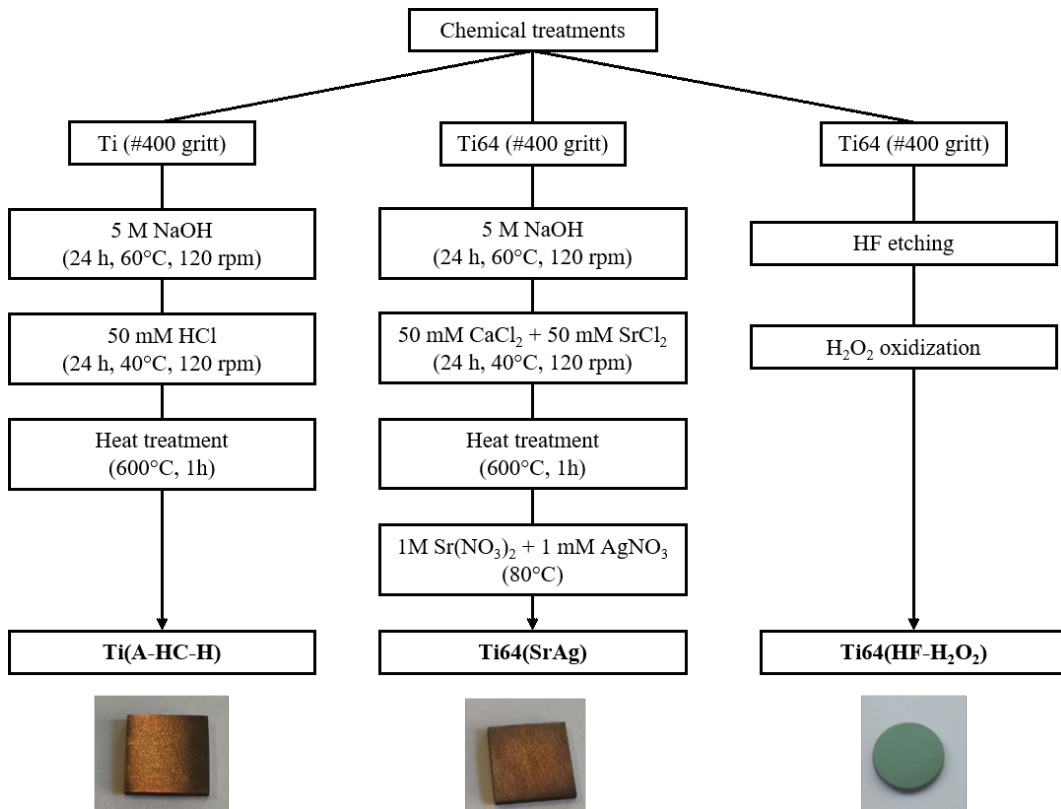 Chemical treatments
Ti (#400 gritt)
5 M NaOH
(24 h, 60°C, 120 rpm)
50 mM HCl
(24 h, 40°C, 120 rpm)
Heat treatment
(600°C, 1h)
Ti(A-HC-H)
Ti64 (#400 gritt)
5 M NaOH
(24 h, 60°C, 120 rpm)
50 mM CaCl₂ + 50 mM SrCl₂
(24 h, 40°C, 120 rpm)
Heat treatment
(600°C, 1h)
1M Sr(NO₃)₂ + 1 mM AgNO₃
(80°C)
Ti64(SrAg)
Ti64 (#400 gritt)
HF etching
H₂O₂ oxidization
Ti64(HF-H₂O₂)